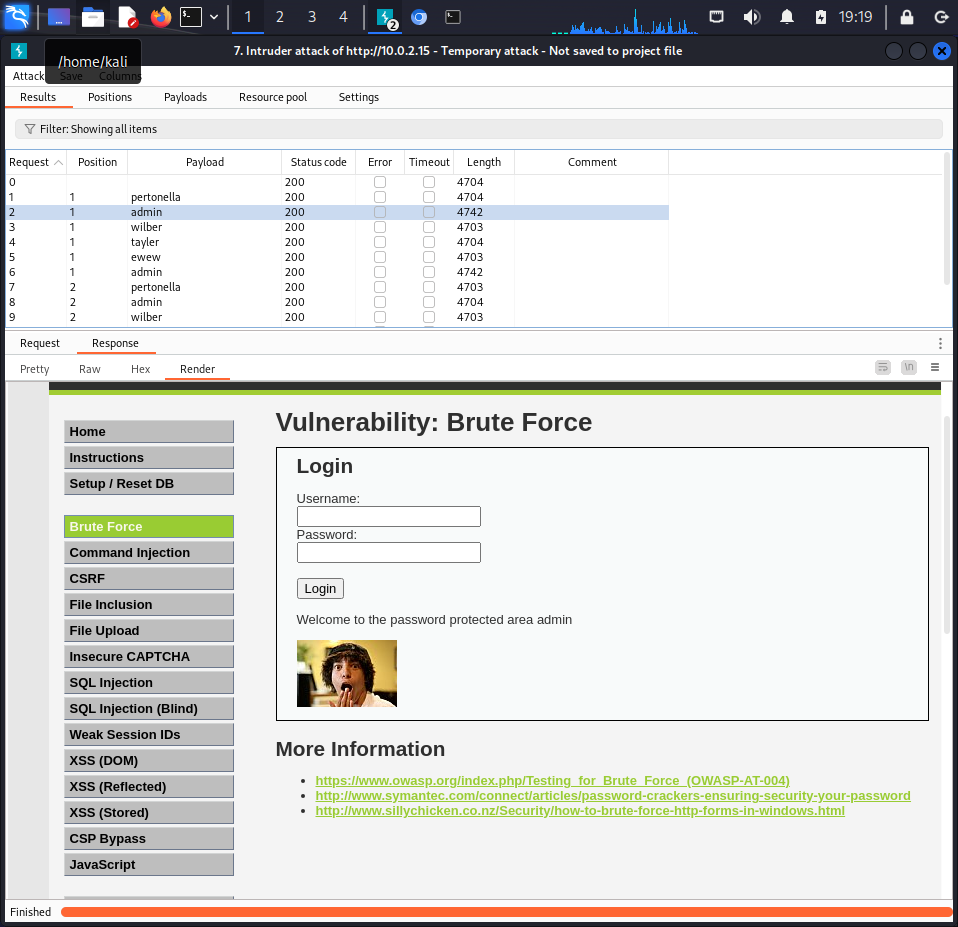 1 2 3 4 2 19:19
7. Intruder attack of http://10.0.2.15 - Temporary attack - Not saved to project file
/home/kali
Attack Save Columns
Results Positions Payloads Resource pool Settings
Filter: Showing all items
Request Position Payload Status code Error Timeout Length Comment
0 200 4704
1 1 pertonella 200 4704
2 1 admin 200 4742
3 1 wilber 200 4703
4 1 tayler 200 4704
5 1 ewew 200 4703
6 1 admin 200 4742
7 2 pertonella 200 4703
8 2 admin 200 4704
9 2 wilber 200 4703
Request Response
Pretty Raw Hex Render
\n
Vulnerability: Brute Force
Home
Instructions
Setup / Reset DB
Brute Force
Command Injection
CSRF
File Inclusion
File Upload
Insecure CAPTCHA
SQL Injection
SQL Injection (Blind)
Weak Session IDs
XSS (DOM)
XSS (Reflected)
XSS (Stored)
CSP Bypass
JavaScript
Login
Username:
Password:
Login
Welcome to the password protected area admin
More Information
https://www.owasp.org/index.php/Testing_for_Brute_Force_(OWASP-AT-004)
http://www.symantec.com/connect/articles/password-crackers-ensuring-security-your-password
http://www.sillychicken.co.nz/Security/how-to-brute-force-http-forms-in-windows.html
Finished